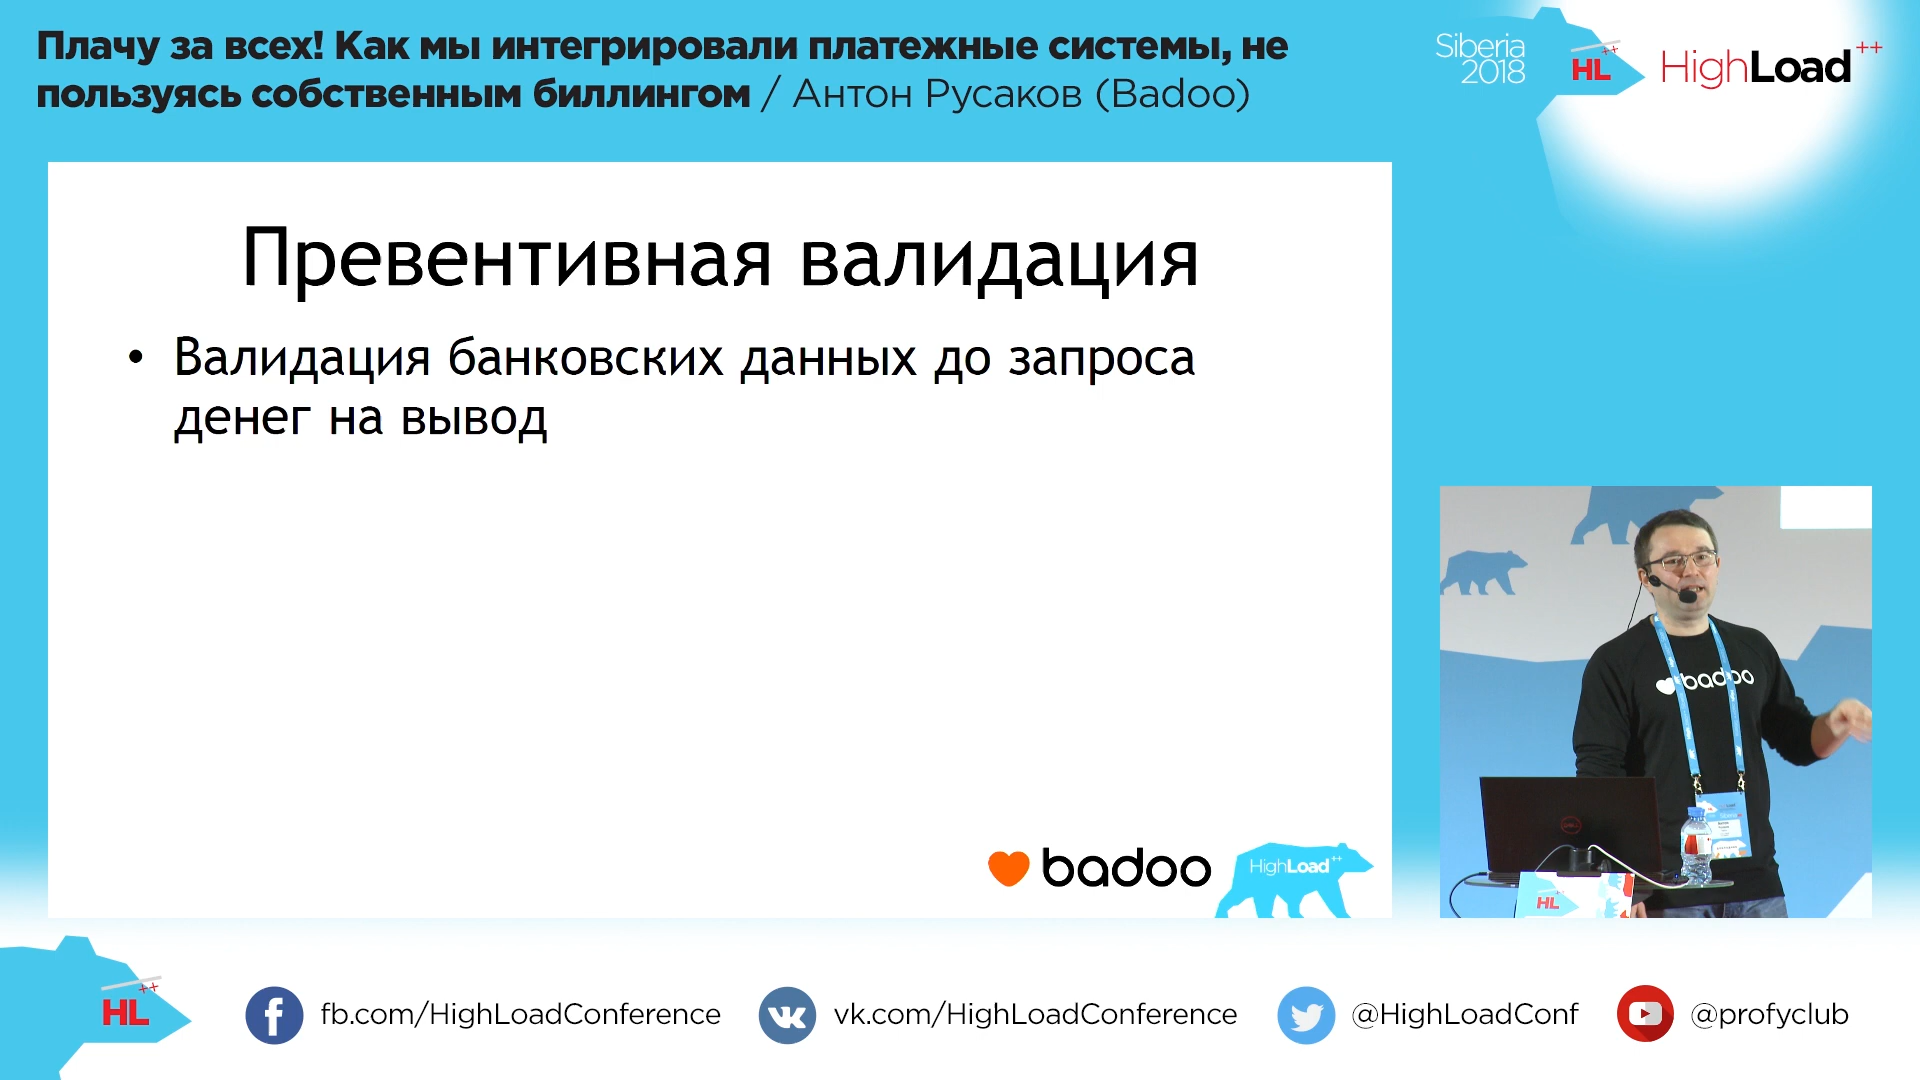 Плачу за всех! Как мы интегрировали платежные системы, не
пользуясь собственным биллингом / Антон Русаков (Badoo)
Siberia
2018
HL++
HighLoad++
Превентивная валидация
• Валидация банковских данных до запроса
денег на вывод
badoo
HighLoad++
badoo
DELL
HL
HL++
fb.com/HighLoadConference
vk.com/HighLoadConference
@HighLoadConf
@profyclub